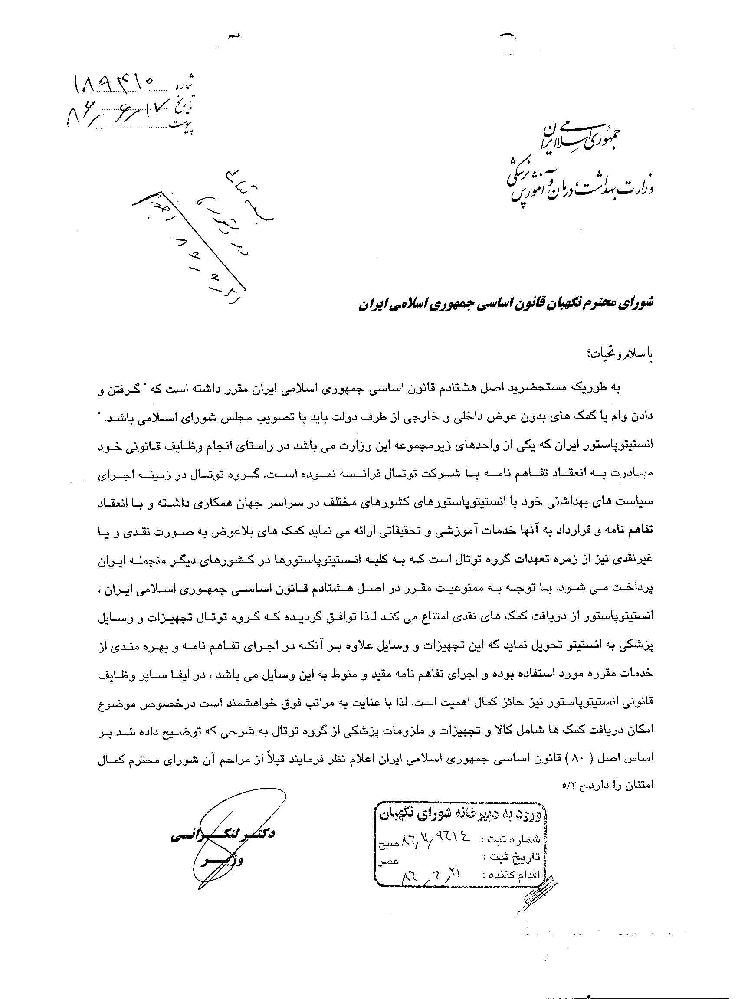 شماره ۱۸۹۴۱۰
تاریخ ۸۶/۶/۱۷
پیوست
جمهوری اسلامی ایران
وزارت بهداشت، درمان و آموزش پزشکی
بسمه تعالی
در دستور
۸۶/۶/۲۱
شورای محترم نگهبان قانون اساسی جمهوری اسلامی ایران
با سلام و تحیات؛
به طوریکه مستحضرید اصل هشتادم قانون اساسی جمهوری اسلامی ایران مقرر داشته است که " گرفتن و
دادن وام یا کمک های بدون عوض داخلی و خارجی از طرف دولت باید با تصویب مجلس شورای اسلامی باشد. "
انستیتوپاستور ایران که یکی از واحدهای زیرمجموعه این وزارت می باشد در راستای انجام وظایف قانونی خود
مبادرت به انعقاد تفاهم نامه با شرکت توتال فرانسه نموده است. گروه توتال در زمینه اجرای
سیاست های بهداشتی خود با انستیتوپاستورهای کشورهای مختلف در سراسر جهان همکاری داشته و با انعقاد
تفاهم نامه و قرارداد به آنها خدمات آموزشی و تحقیقاتی ارائه می نماید کمک های بلاعوض به صورت نقدی و یا
غیرنقدی نیز از زمره تعهدات گروه توتال است که به کلیه انستیتوپاستورها در کشورهای دیگر منجمله ایران
پرداخت می شود. با توجه به ممنوعیت مقرر در اصل هشتادم قانون اساسی جمهوری اسلامی ایران ،
انستیتوپاستور از دریافت کمک های نقدی امتناع می کند لذا توافق گردیده که گروه توتال تجهیزات و وسایل
پزشکی به انستیتو تحویل نماید که این تجهیزات و وسایل علاوه بر آنکه در اجرای تفاهم نامه و بهره مندی از
خدمات مقرره مورد استفاده بوده و اجرای تفاهم نامه مقید و منوط به این وسایل می باشد ، در ایفا سایر وظایف
قانونی انستیتوپاستور نیز حائز کمال اهمیت است. لذا با عنایت به مراتب فوق خواهشمند است درخصوص موضوع
امکان دریافت کمک ها شامل کالا و تجهیزات و ملزومات پزشکی از گروه توتال به شرحی که توضیح داده شد بر
اساس اصل ( ۸۰ ) قانون اساسی جمهوری اسلامی ایران اعلام نظر فرمایند قبلاً از مراحم آن شورای محترم کمال
امتنان را دارد.ح ۵/۲
دکتر لنکرانی
وزیر
ورود به دبیرخانه شورای نگهبان
شماره ثبت : ۸۶/۱۱/۹۶۱۴ صبح
تاریخ ثبت : عصر
اقدام کننده : ۸۶/۶/۲۱